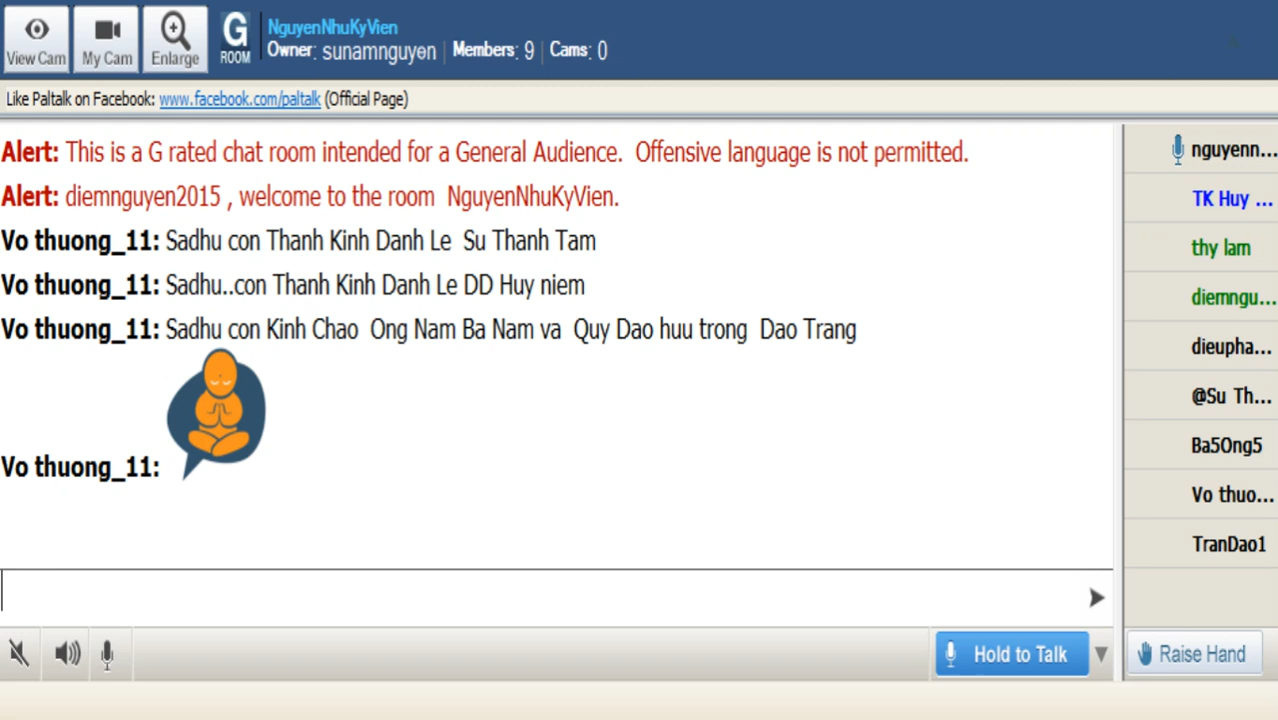 View Cam
My Cam
Enlarge
G
ROOM
NguyenNhuKyVien
Owner: sunamnguyen | Members: 9 | Cams: 0
Like Paltalk on Facebook: www.facebook.com/paltalk (Official Page)
Alert: This is a G rated chat room intended for a General Audience. Offensive language is not permitted.
Alert: diemnguyen2015 , welcome to the room NguyenNhuKyVien.
Vo thuong_11: Sadhu con Thanh Kinh Danh Le Su Thanh Tam
Vo thuong_11: Sadhu..con Thanh Kinh Danh Le DD Huy niem
Vo thuong_11: Sadhu con Kinh Chao Ong Nam Ba Nam va Quy Dao huu trong Dao Trang
Vo thuong_11:
nguyenn...
TK Huy ...
thy lam
diemngu...
dieupha...
@Su Th...
Ba5Ong5
Vo thuo...
TranDao1
Hold to Talk
Raise Hand